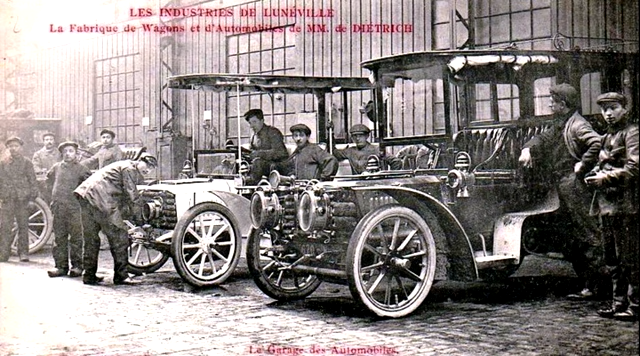 LES INDUSTRIES DE LUNÉVILLE
La Fabrique de Wagons et d'Automobiles de MM. de DIETRICH
Le Garage des Automobiles.